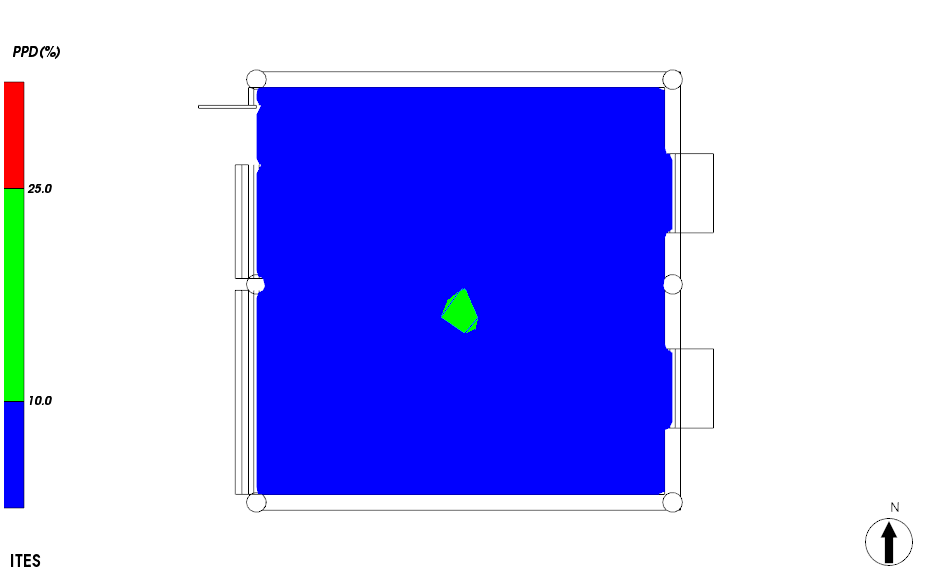 PPD(%)
25.0
10.0
N
ITES